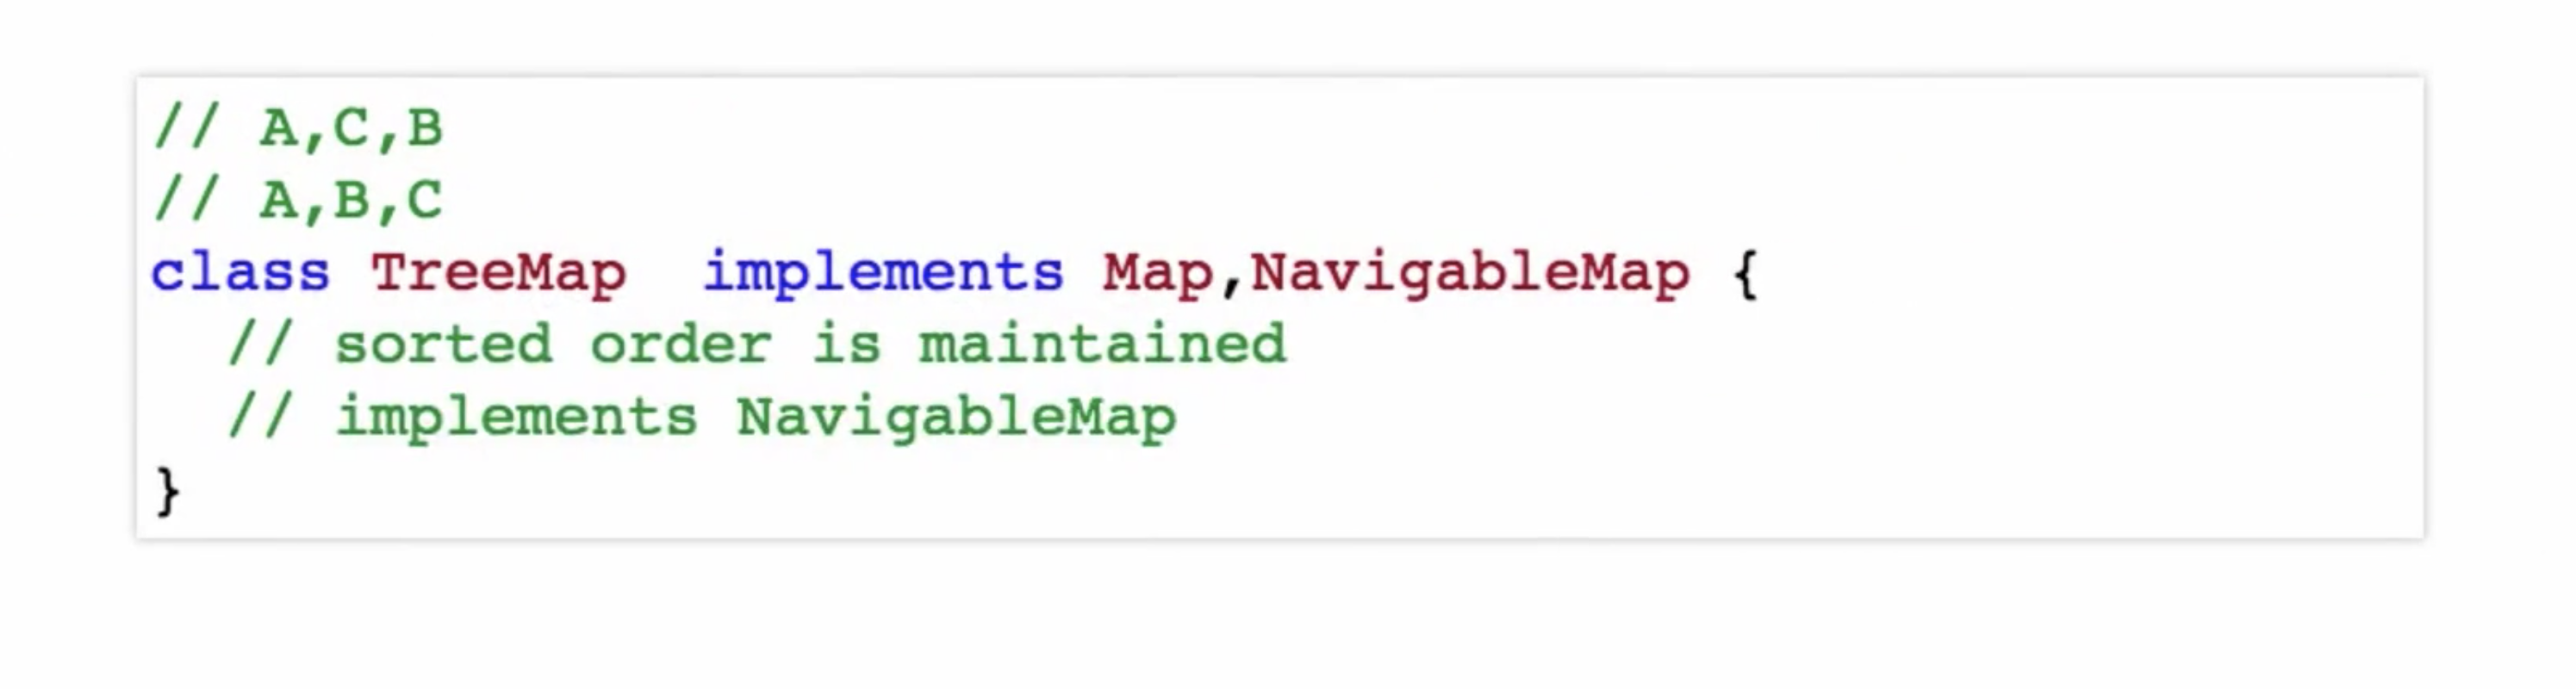 // A,C,B
// A,B,C
class TreeMap  implements Map,NavigableMap {
  // sorted order is maintained
  // implements NavigableMap
}